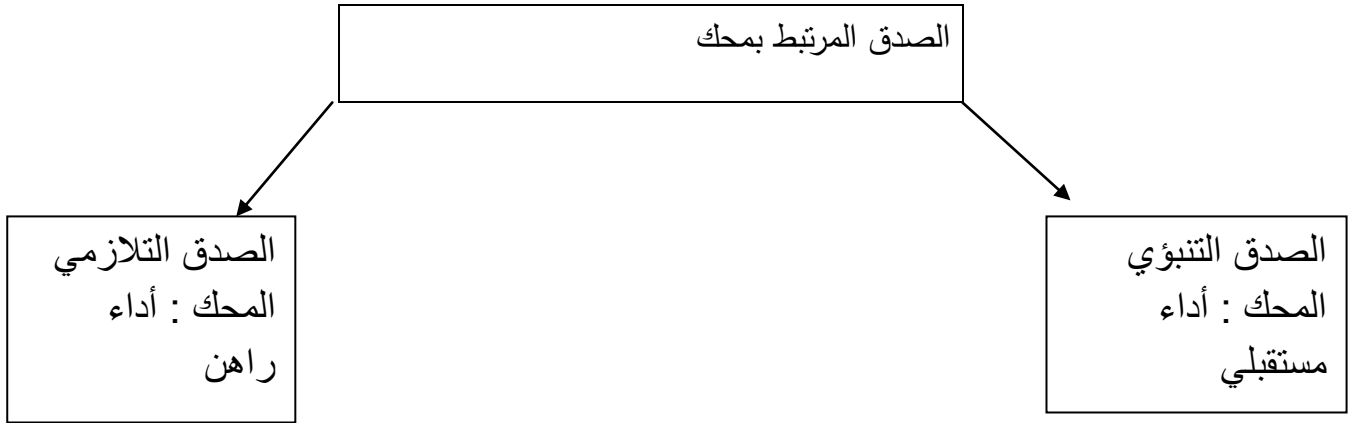 الصدق المرتبط بمحك
الصدق التنبؤي
المحك : أداء
مستقبلي
الصدق التلازمي
المحك : أداء
راهن